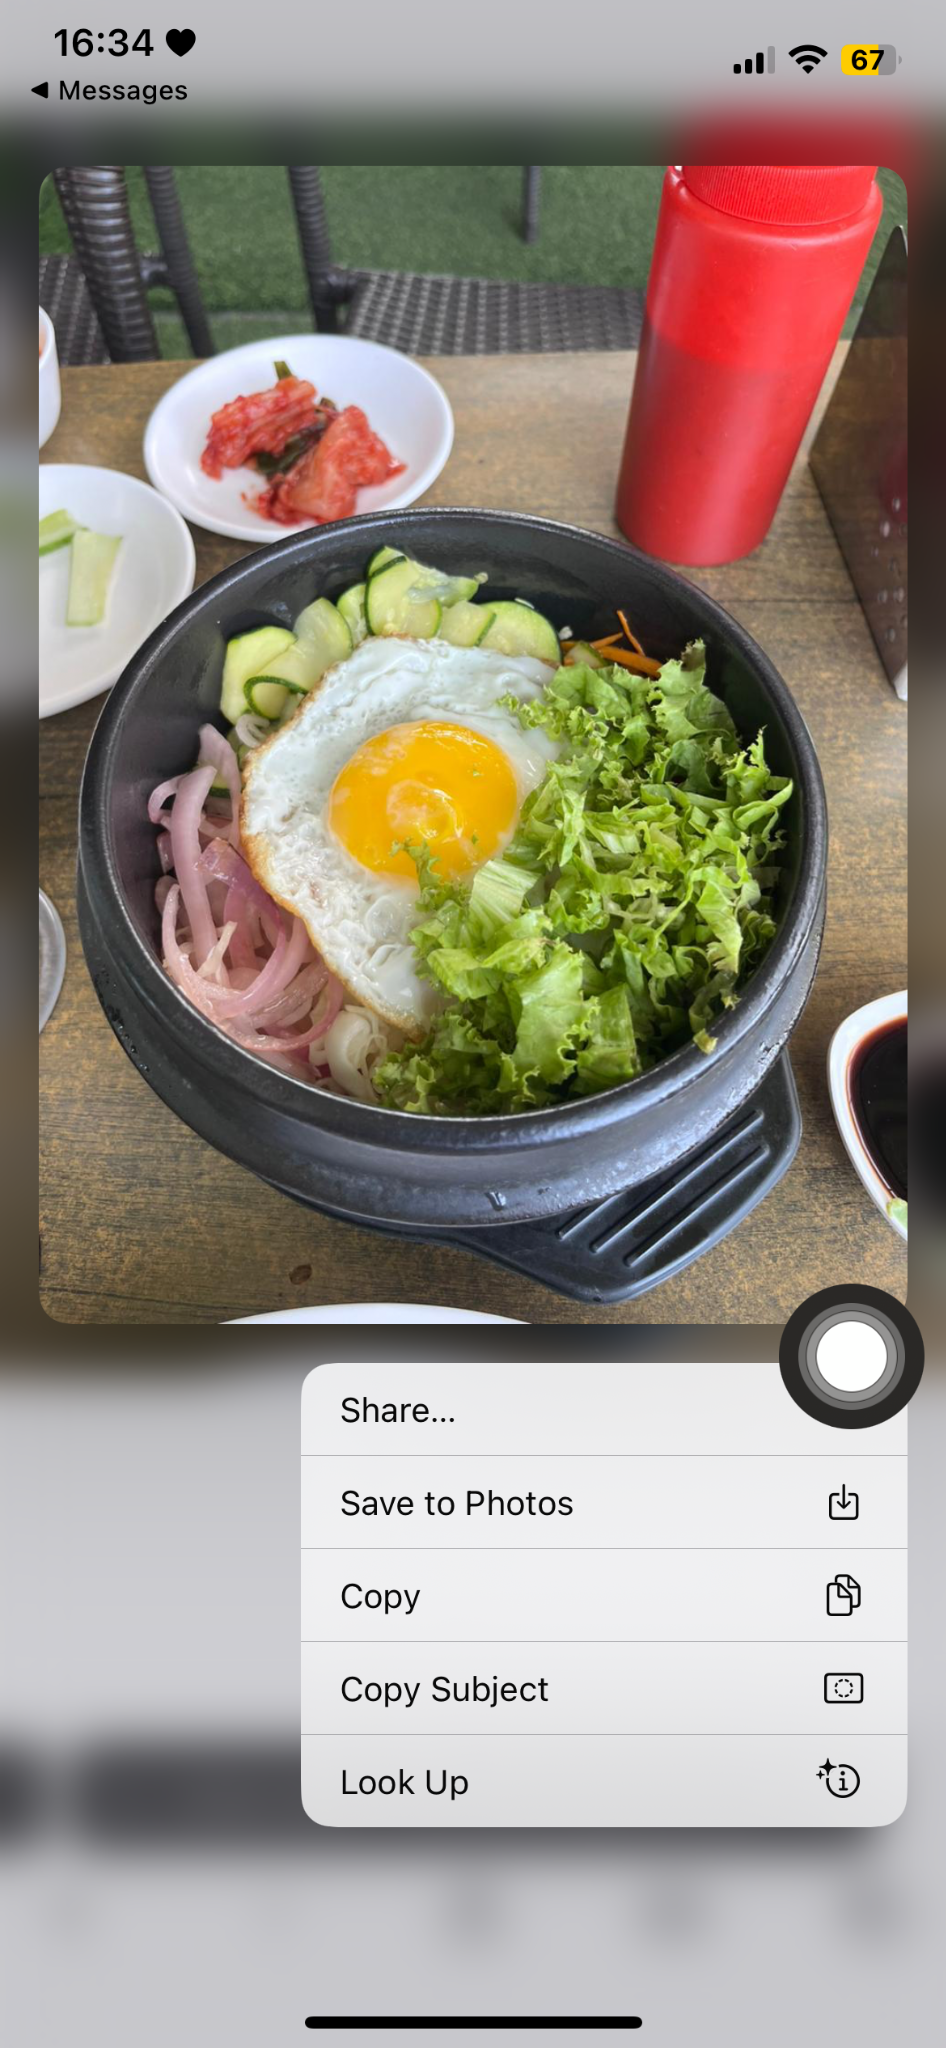 16:34
67
Messages
Share...
Save to Photos
Copy
Copy Subject
Look Up